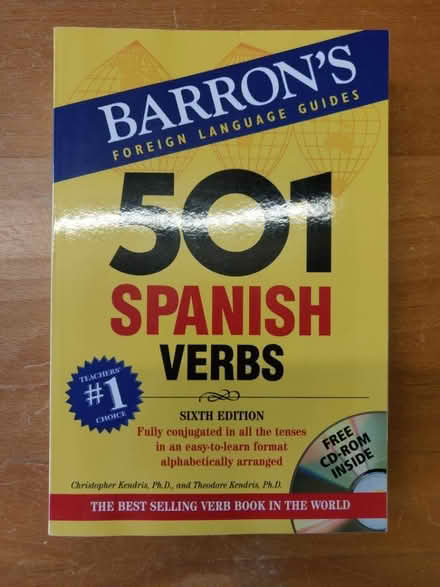 BARRON'S
FOREIGN LANGUAGE GUIDES
501
SPANISH
VERBS
TEACHERS'
#1
CHOICE
SIXTH EDITION
Fully conjugated in all the tenses
in an easy-to-learn format
alphabetically arranged
FREE
CD-ROM
INSIDE
Christopher Kendris, Ph.D., and Theodore Kendris, Ph.D.
THE BEST SELLING VERB BOOK IN THE WORLD